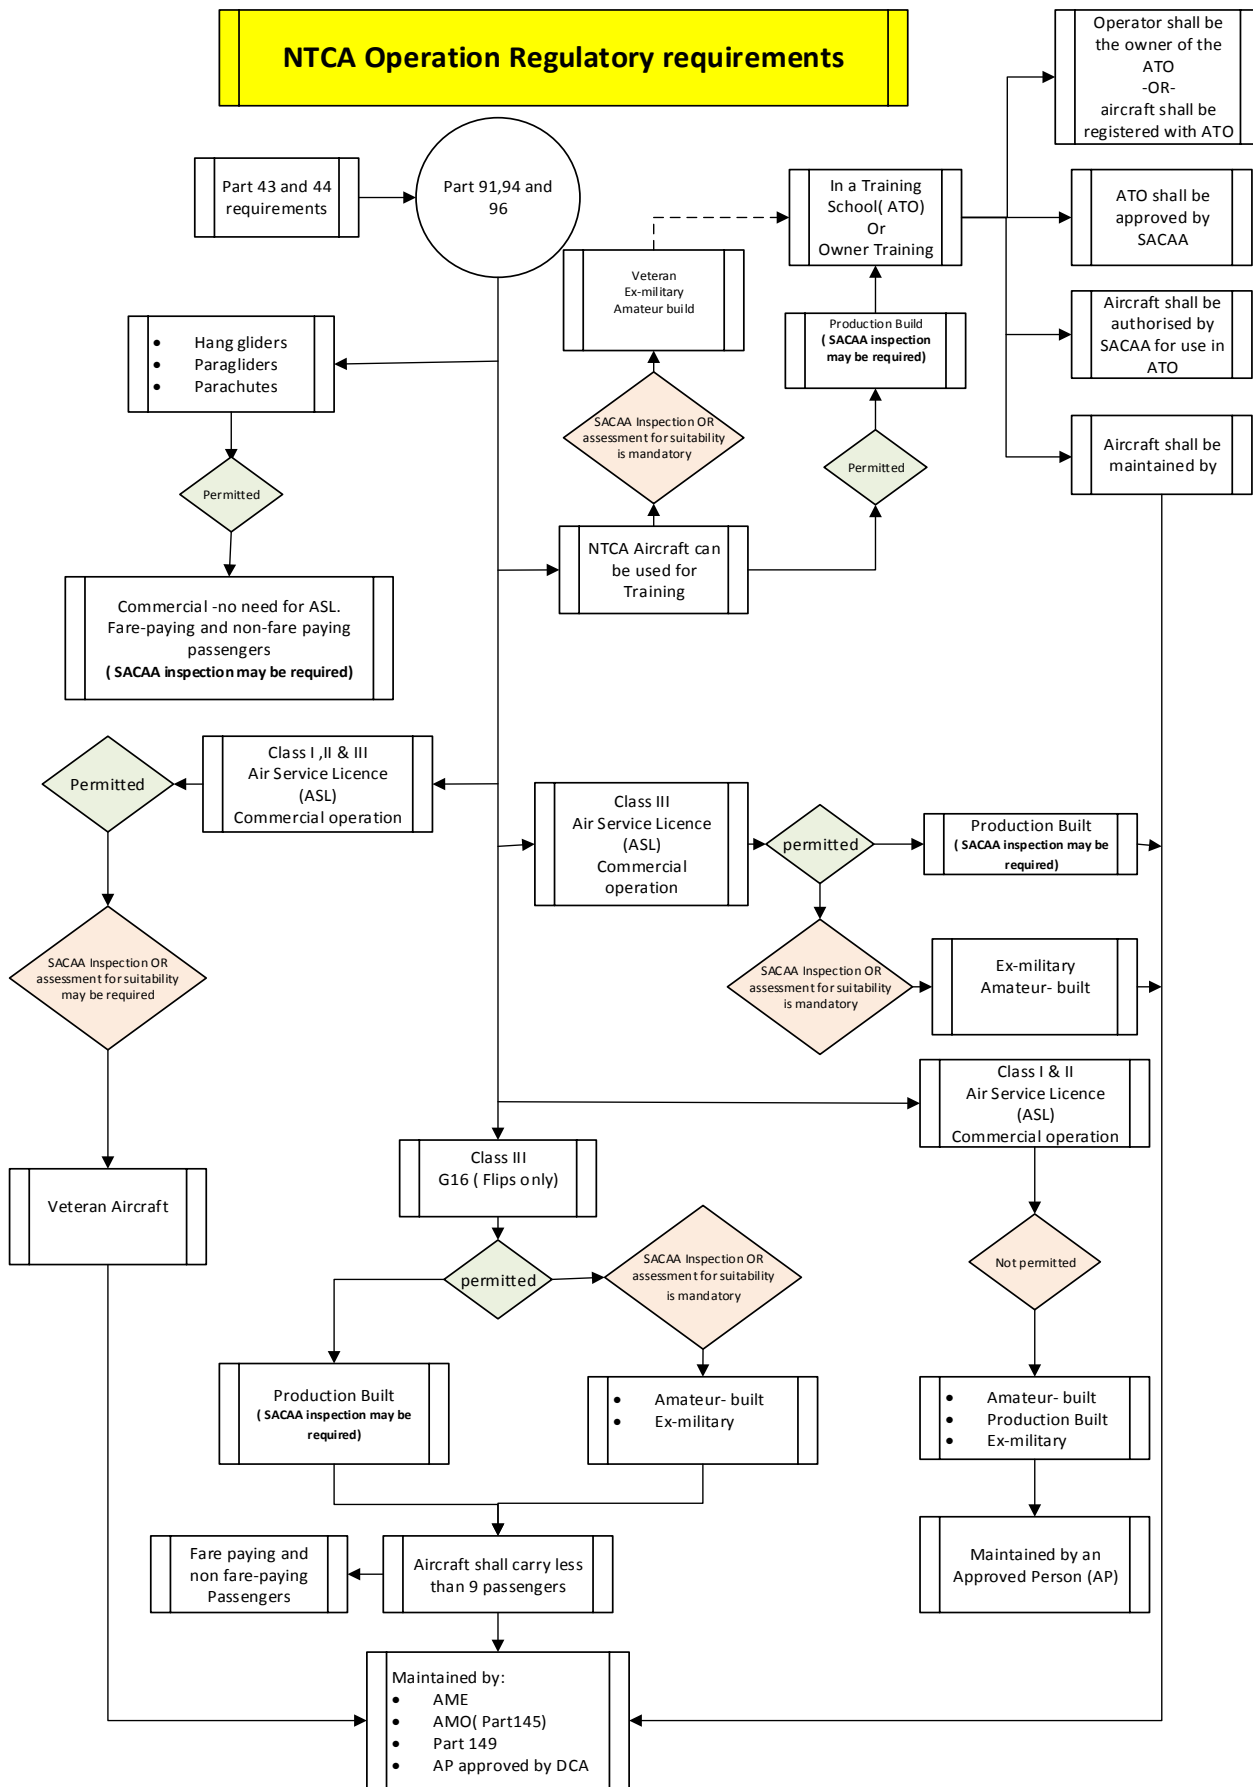 NTCA Operation Regulatory requirements
Operator shall be
the owner of the
ATO
-OR-
aircraft shall be
registered with ATO
Part 43 and 44
requirements
Part 91,94 and
96
In a Training
School( ATO)
Or
Owner Training
ATO shall be
approved by
SACAA
Veteran
Ex-military
Amateur build
Production Build
( SACAA inspection
may be required)
Aircraft shall be
authorised by
SACAA for use in
ATO
• Hang gliders
• Paragliders
• Parachutes
SACAA Inspection OR
assessment for suitability
is mandatory
Permitted
Aircraft shall be
maintained by
Permitted
NTCA Aircraft can
be used for
Training
Commercial -no need for ASL.
Fare-paying and non-fare paying
passengers
( SACAA inspection may be required)
Permitted
Class I ,II & III
Air Service Licence
(ASL)
Commercial operation
Class III
Air Service Licence
(ASL)
Commercial
operation
permitted
Production Built
( SACAA inspection may be
required)
SACAA Inspection OR
assessment for suitability
may be required
SACAA Inspection OR
assessment for suitability
is mandatory
Ex-military
Amateur- built
Class I & II
Air Service Licence
(ASL)
Commercial operation
Veteran Aircraft
Class III
G16 ( Flips only)
permitted
SACAA Inspection OR
assessment for suitability
is mandatory
Not permitted
Production Built
( SACAA inspection may be
required)
• Amateur- built
• Ex-military
• Amateur- built
• Production Built
• Ex-military
Fare paying and
non fare-paying
Passengers
Aircraft shall carry less
than 9 passengers
Maintained by an
Approved Person (AP)
Maintained by:
• AME
• AMO( Part145)
• Part 149
• AP approved by DCA